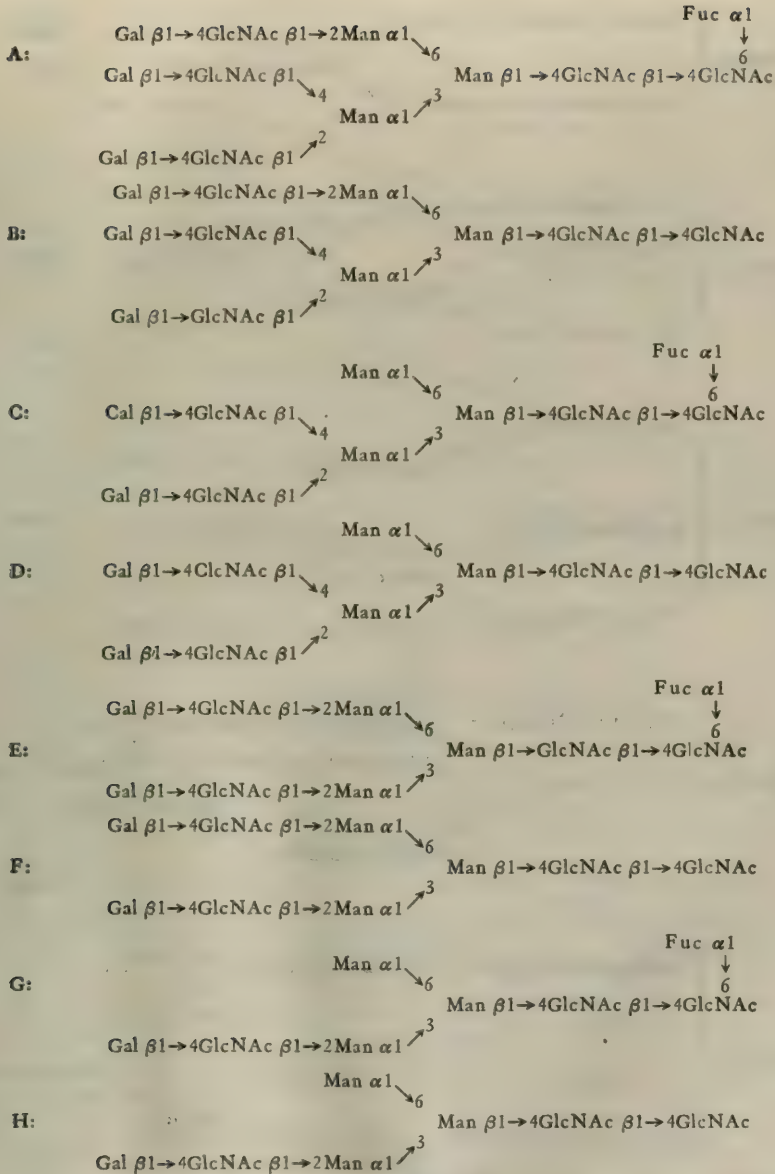 Fuc α1
Gal β1→4GlcNAc β1→2Man α1 ↓
A: ↘6 6
Gal β1→4GlcNAc β1 Man β1 →4GlcNAc β1→4GlcNAc
↘4 ↗3
Man α1
↗2
Gal β1→4GlcNAc β1
Gal β1→4GlcNAc β1→2Man α1
↘6
B: Gal β1→4GlcNAc β1 Man β1→4GlcNAc β1→4GlcNAc
↘4 ↗3
Man α1
↗2
Gal β1→GlcNAc β1
Fuc α1
Man α1 ↓
↘6 6
C: Cal β1→4GlcNAc β1 Man β1→4GlcNAc β1→4GlcNAc
↘4 ↗3
Man α1
↗2
Gal β1→4GlcNAc β1
Man α1
↘6
D: Gal β1→4ClcNAc β1 Man β1→4GlcNAc β1→4GlcNAc
↘4 ↗3
Man α1
↗2
Gal β1→4GlcNAc β1
Fuc α1
Gal β1→4GlcNAc β1→2Man α1 ↓
↘6 6
E: Man β1→GlcNAc β1→4GlcNAc
↗3
Gal β1→4GlcNAc β1→2Man α1
Gal β1→4GlcNAc β1→2Man α1
↘6
F: Man β1→4GlcNAc β1→4GlcNAc
↗3
Gal β1→4GlcNAc β1→2Man α1
Fuc α1
Man α1 ↓
G: ↘6 6
Man β1→4GlcNAc β1→4GlcNAc
↗3
Gal β1→4GlcNAc β1→2Man α1
Man α1
↘6
H: Man β1→4GlcNAc β1→4GlcNAc
↗3
Gal β1→4GlcNAc β1→2Man α1